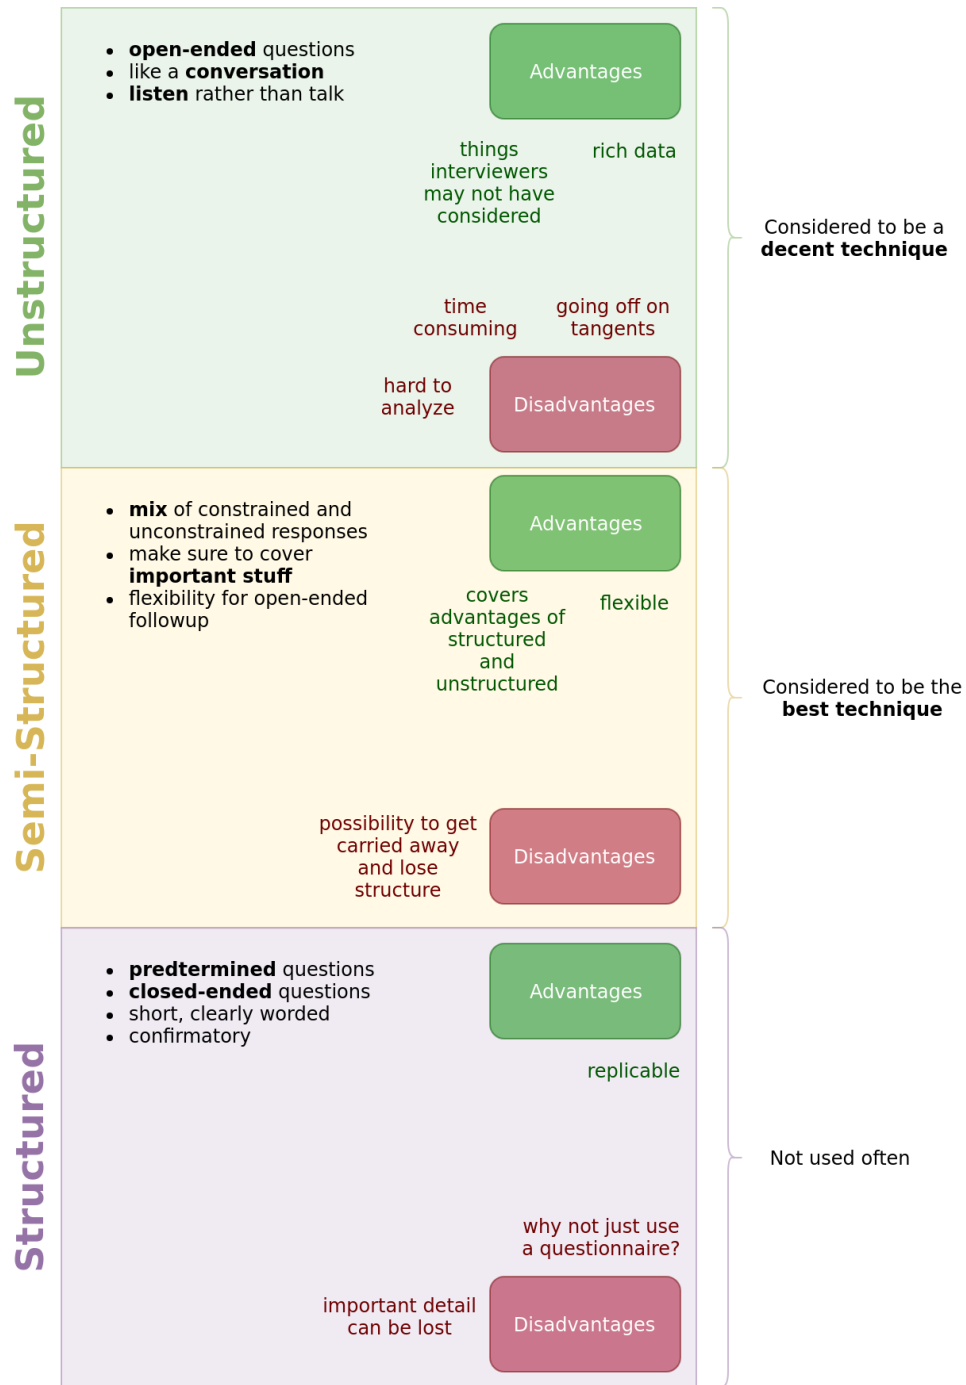 Unstructured
open-ended questions
like a conversation
listen rather than talk
Advantages
things
interviewers
may not have
considered
rich data
time
consuming
going off on
tangents
hard to
analyze
Disadvantages
Considered to be a
decent technique
Semi-Structured
mix of constrained and
unconstrained responses
make sure to cover
important stuff
flexibility for open-ended
followup
Advantages
covers
advantages of
structured
and
unstructured
flexible
possibility to get
carried away
and lose
structure
Disadvantages
Considered to be the
best technique
Structured
predtermined questions
closed-ended questions
short, clearly worded
confirmatory
Advantages
replicable
why not just use
a questionnaire?
important detail
can be lost
Disadvantages
Not used often